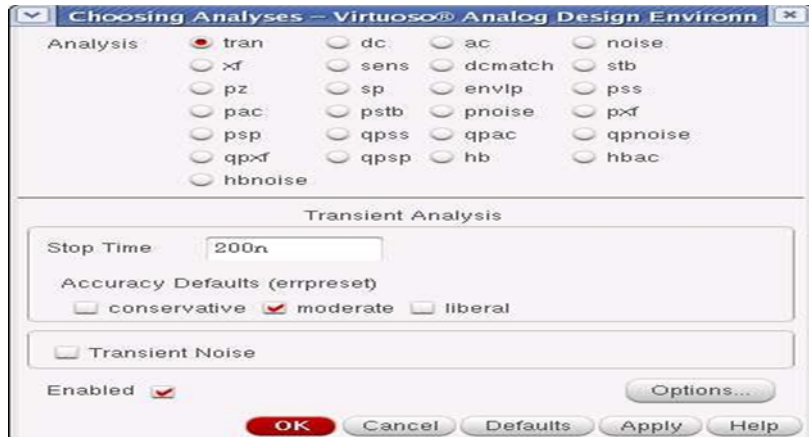 Choosing Analyses – Virtuoso® Analog Design Environn
Analysis tran dc ac noise
xf sens dcmatch stb
pz sp envlp pss
pac pstb pnoise pxf
psp qpss qpac qpnoise
qpxf qpsp hb hbac
hbnoise
Transient Analysis
Stop Time 200n
Accuracy Defaults (errpreset)
conservative moderate liberal
Transient Noise
Enabled Options...
OK Cancel Defaults Apply Help